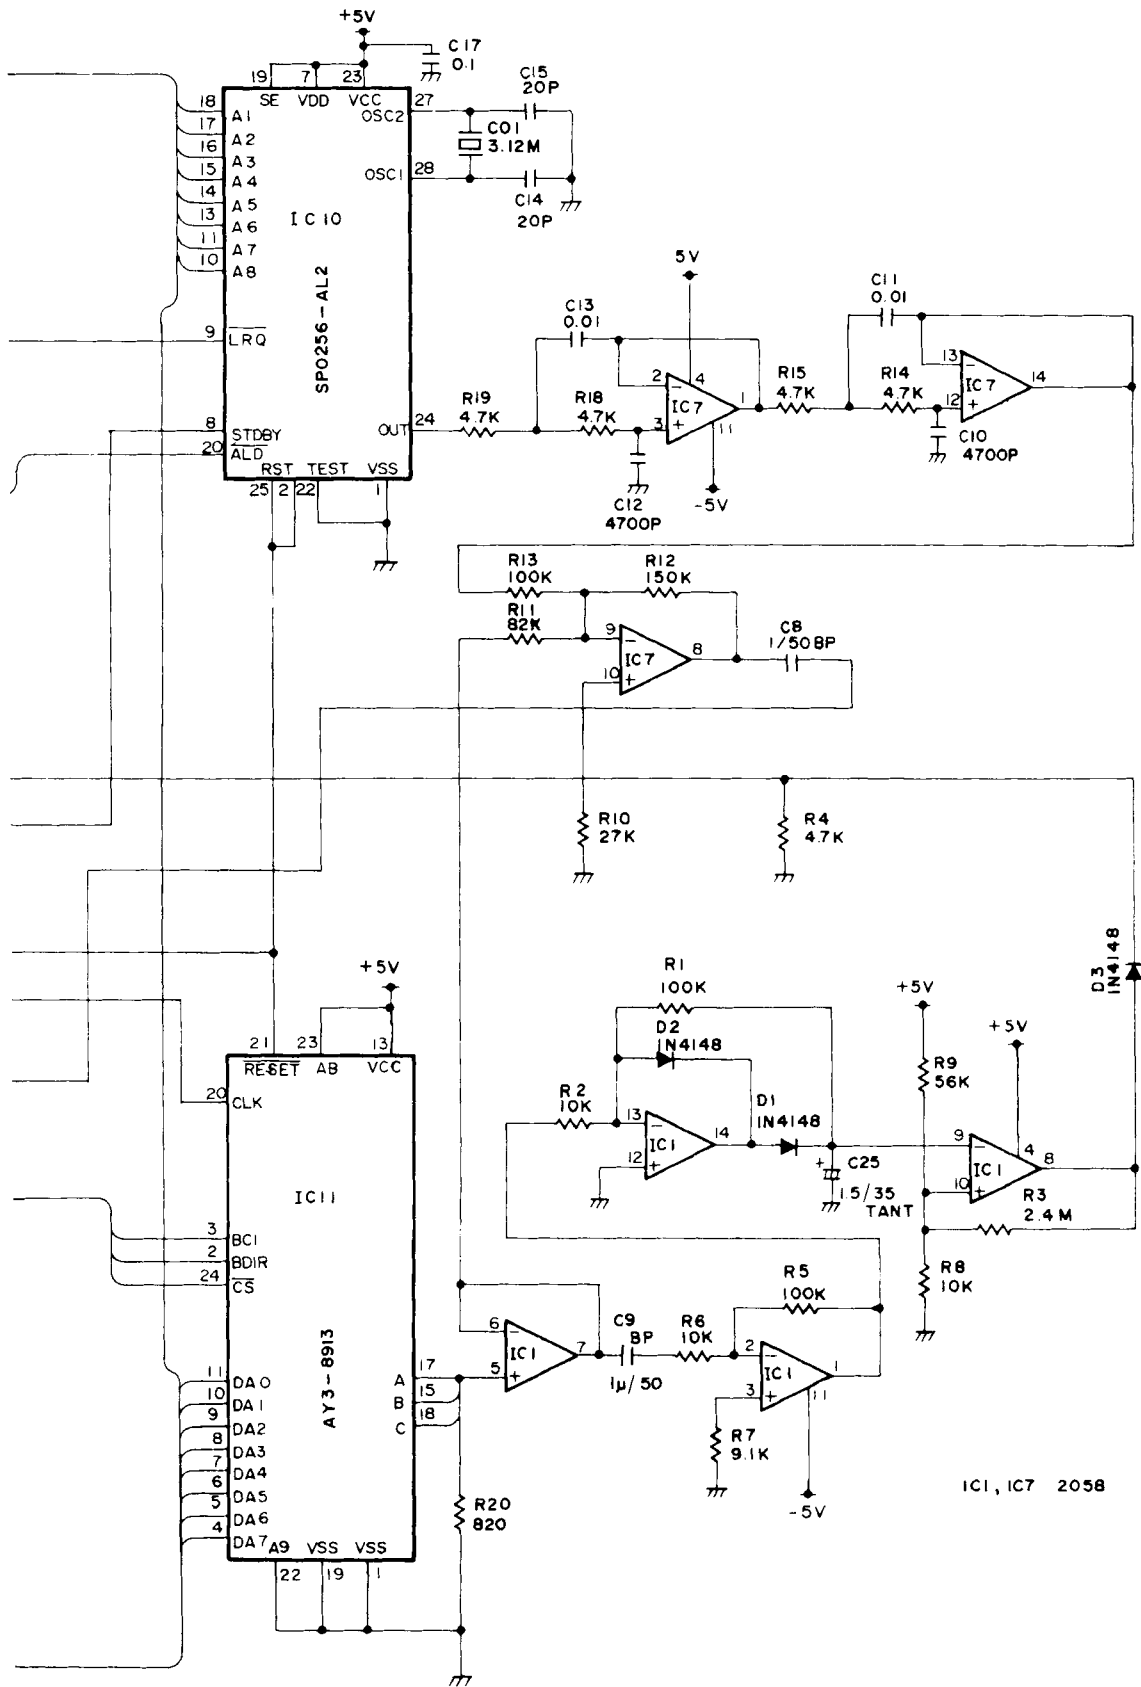 +5V
C17
0.1
19 7 23
SE VDD VCC
C15
20P
27
OSC2
CO1
3.12M
28
OSC1
C14
20P
18 A1
17 A2
16 A3
15 A4
14 A5
13 A6
11 A7
10 A8
IC10
SPO256-AL2
9 LRQ
8 STDBY
20 ALD
OUT 24
RST TEST VSS
25 2 22 1
R19
4.7K
C13
0.01
R18
4.7K
C12
4700P
5V
2 − 4
IC7
3 + 11
1
-5V
R15
4.7K
C11
0.01
R14
4.7K
13 −
IC7
12 +
14
C10
4700P
R13
100K
R12
150K
R11
82K
9 −
IC7
10 +
8
C8
1/50BP
R10
27K
R4
4.7K
D3
1N4148
+5V
21 23 13
RESET AB VCC
20 CLK
IC11
AY3-8913
3 BC1
2 BDIR
24 CS
11 DA0
10 DA1
9 DA2
8 DA3
7 DA4
6 DA5
5 DA6
4 DA7
A 17
B 15
C 18
A9 VSS VSS
22 19 1
R20
820
R1
100K
D2
1N4148
R2
10K
13 −
IC1
12 +
14
D1
1N4148
+ C25
1.5/35
TANT
+5V
R9
56K
+5V
9 − 4
IC1
10 +
8
R3
2.4M
R8
10K
6 −
IC1
5 +
7
C9
BP
1μ/50
R6
10K
R5
100K
2 −
IC1
3 +
1
11
R7
9.1K
-5V
IC1, IC7 2058